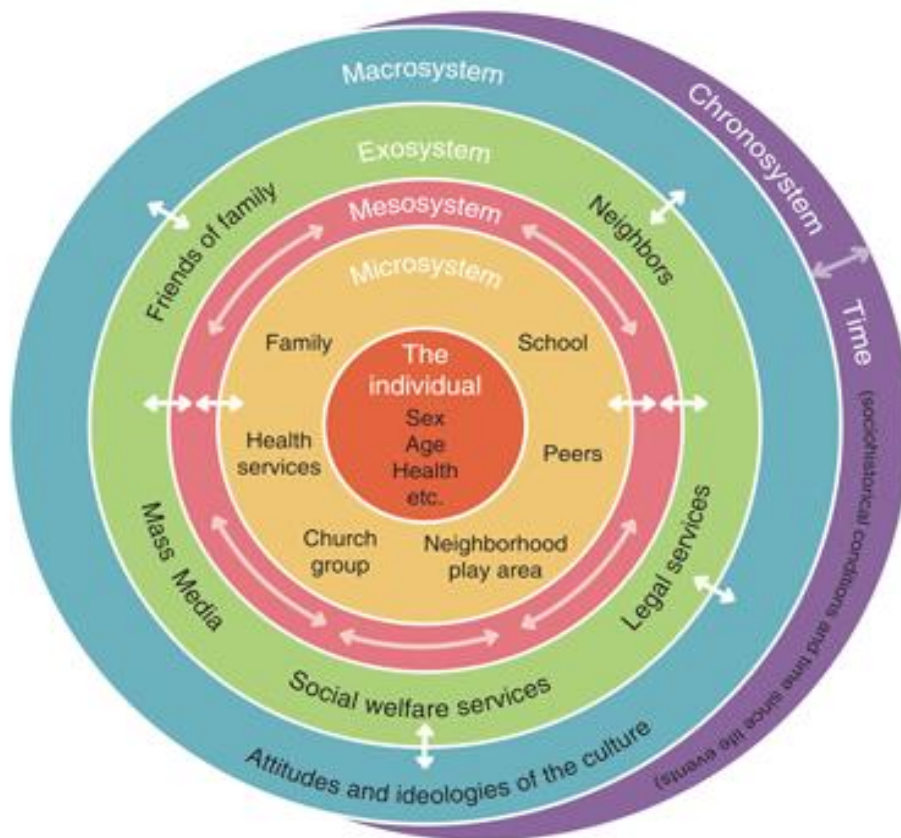 Macrosystem
Chronosystem
Exosystem
Mesosystem
Friends of family
Neighbors
Microsystem
Time
(sociohistorical conditions and time since life events)
Family
School
The
individual
Sex
Age
Health
etc.
Health
services
Peers
Church
group
Neighborhood
play area
Mass Media
Legal services
Social welfare services
Attitudes and ideologies of the culture